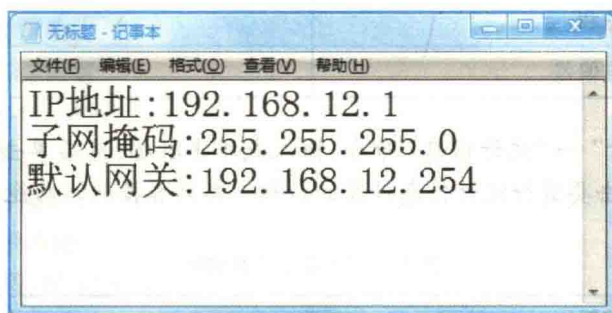 无标题 - 记事本
文件(F) 编辑(E) 格式(O) 查看(V) 帮助(H)
IP地址:192.168.12.1
子网掩码:255.255.255.0
默认网关:192.168.12.254